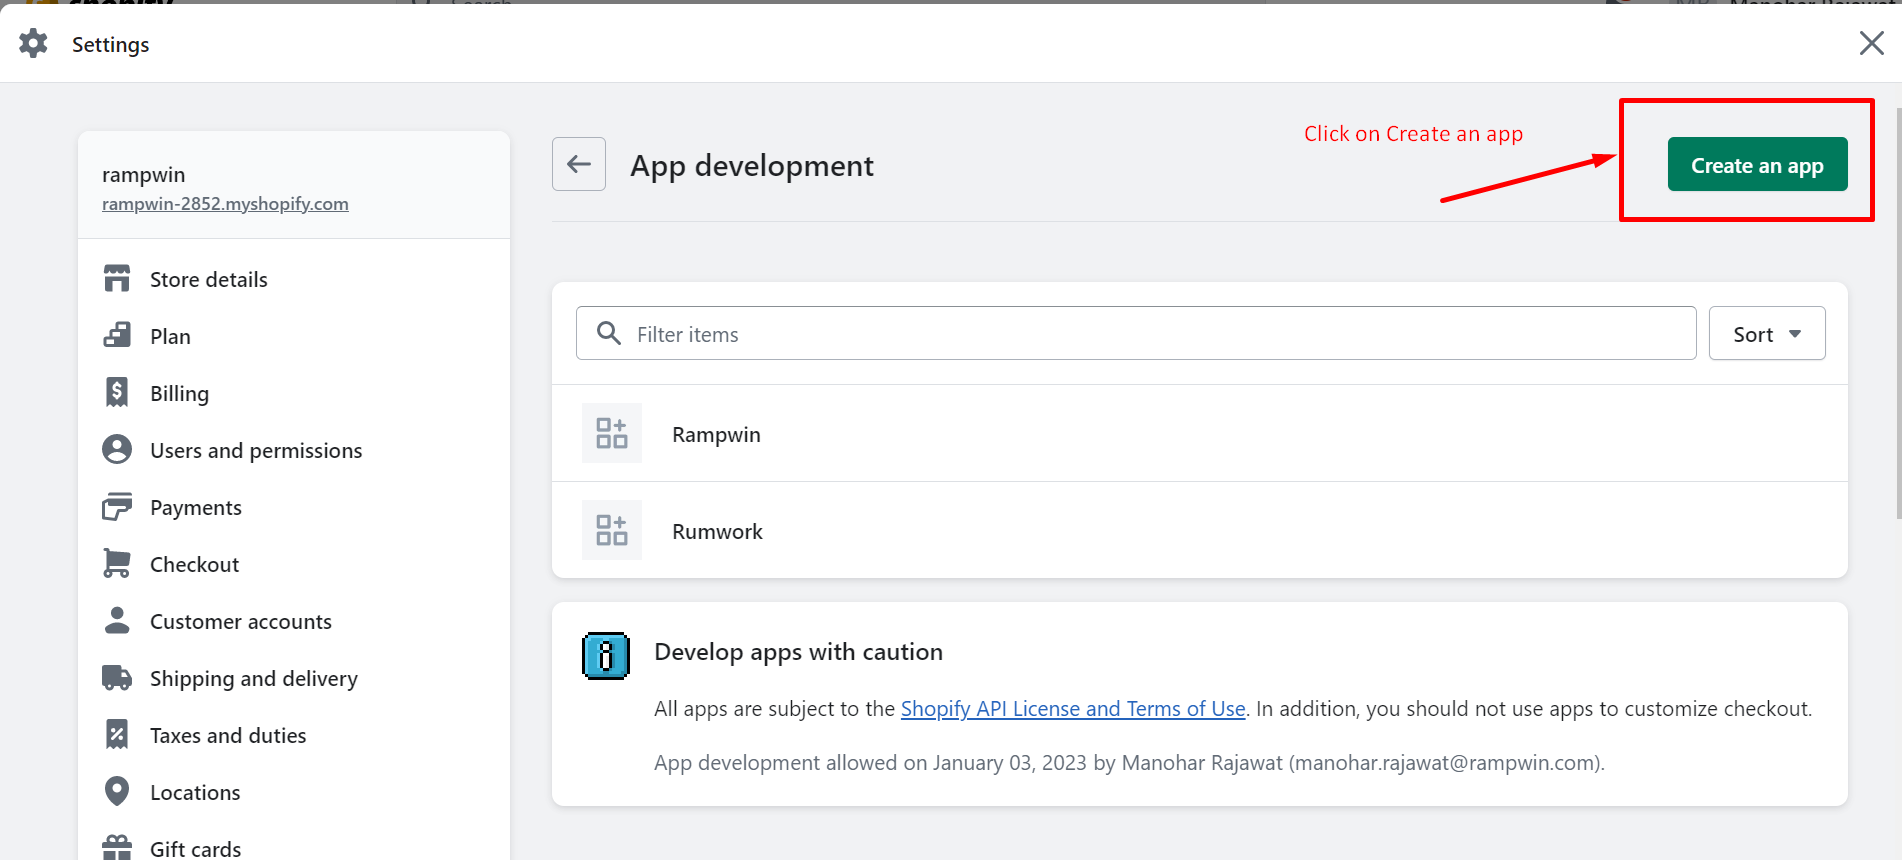 Settings
rampwin
rampwin-2852.myshopify.com
Store details
Plan
Billing
Users and permissions
Payments
Checkout
Customer accounts
Shipping and delivery
Taxes and duties
Locations
Gift cards
App development
Click on Create an app
Create an app
Filter items
Sort
Rampwin
Rumwork
Develop apps with caution
All apps are subject to the Shopify API License and Terms of Use. In addition, you should not use apps to customize checkout.
App development allowed on January 03, 2023 by Manohar Rajawat (manohar.rajawat@rampwin.com).